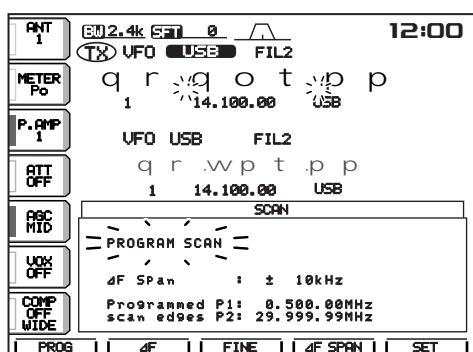 ANT 1
BW 2.4k SFT 0
12:00
TX VFO USB FIL2
METER Po
q r q o t p p
1 14.100.00 USB
P.AMP 1
VFO USB FIL2
ATT OFF
q r .w p t .p p
1 14.100.00 USB
AGC MID
SCAN
PROGRAM SCAN
VOX OFF
⊿F SPan : ± 10kHz
COMP OFF WIDE
Programmed P1: 0.500.00MHz
scan edges P2: 29.999.99MHz
PROG ⊿F FINE ⊿F SPAN SET